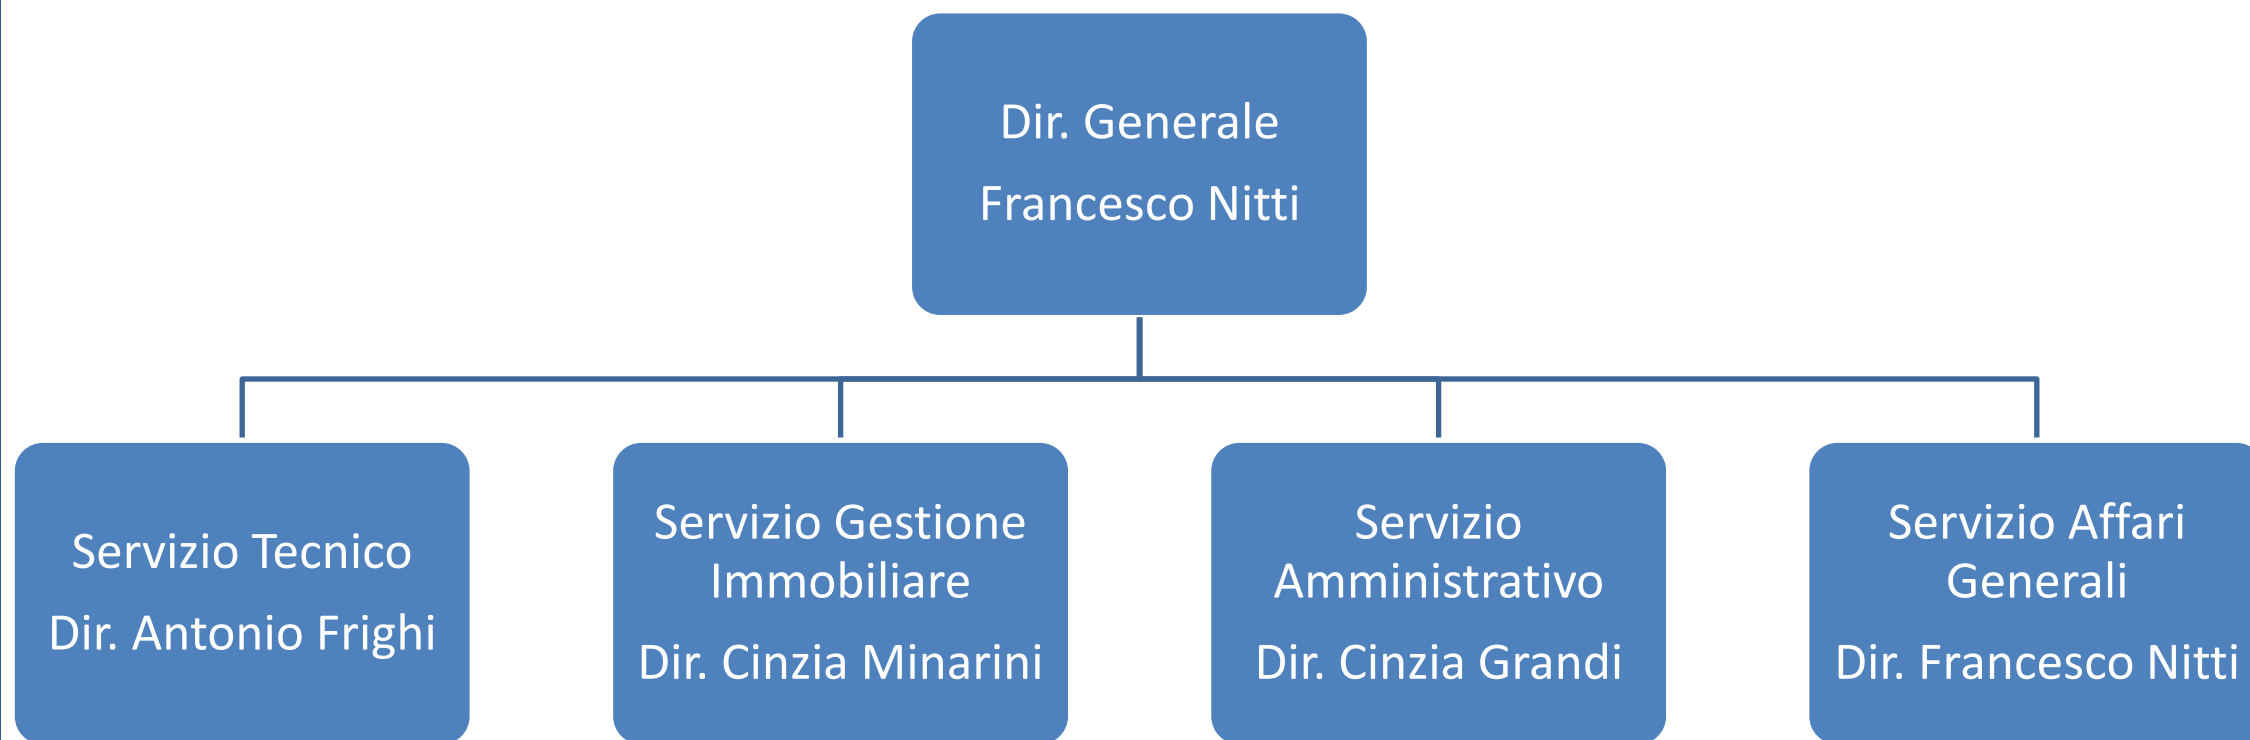 Dir. Generale
Francesco Nitti
Servizio Tecnico
Dir. Antonio Frighi
Servizio Gestione
Immobiliare
Dir. Cinzia Minarini
Servizio
Amministrativo
Dir. Cinzia Grandi
Servizio Affari
Generali
Dir. Francesco Nitti